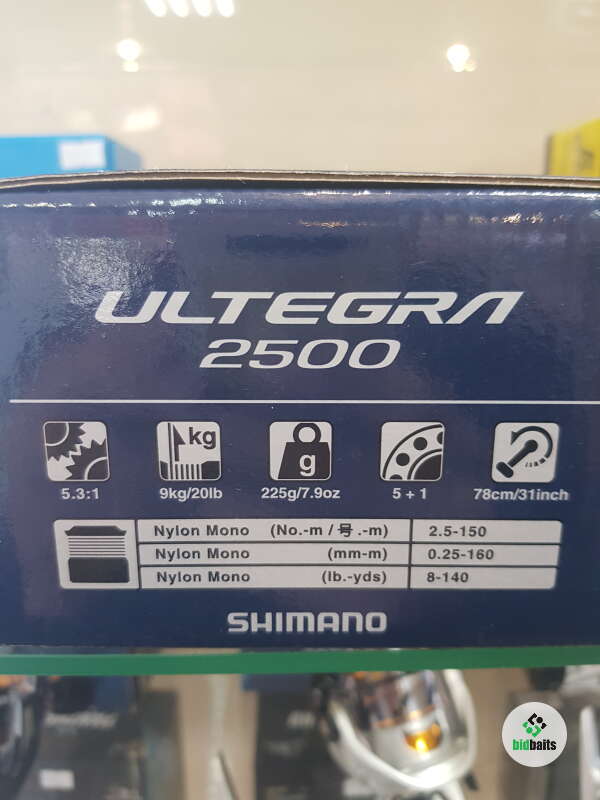 ULTEGRA
2500
kg
g
5.3:1
9kg/20lb
225g/7.9oz
5 + 1
78cm/31inch
Nylon Mono (No.-m / 号.-m) 2.5-150
Nylon Mono (mm-m) 0.25-160
Nylon Mono (lb.-yds) 8-140
SHIMANO
bidbaits